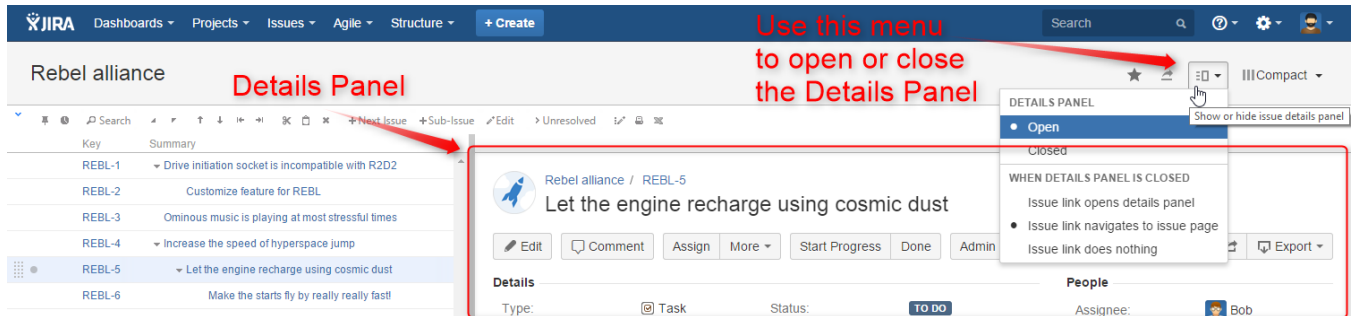 JIRA Dashboards Projects Issues Agile Structure + Create Search
Use this menu
to open or close
the Details Panel
Rebel alliance
Details Panel
Compact
DETAILS PANEL
Open
Closed
Show or hide issue details panel
WHEN DETAILS PANEL IS CLOSED
Issue link opens details panel
Issue link navigates to issue page
Issue link does nothing
Search +Next Issue +Sub-Issue Edit Unresolved
Key Summary
REBL-1 Drive initiation socket is incompatible with R2D2
REBL-2 Customize feature for REBL
REBL-3 Ominous music is playing at most stressful times
REBL-4 Increase the speed of hyperspace jump
REBL-5 Let the engine recharge using cosmic dust
REBL-6 Make the starts fly by really really fast!
Rebel alliance / REBL-5
Let the engine recharge using cosmic dust
Edit Comment Assign More Start Progress Done Admin Export
Details People
Type: Task Status: TO DO Assignee: Bob